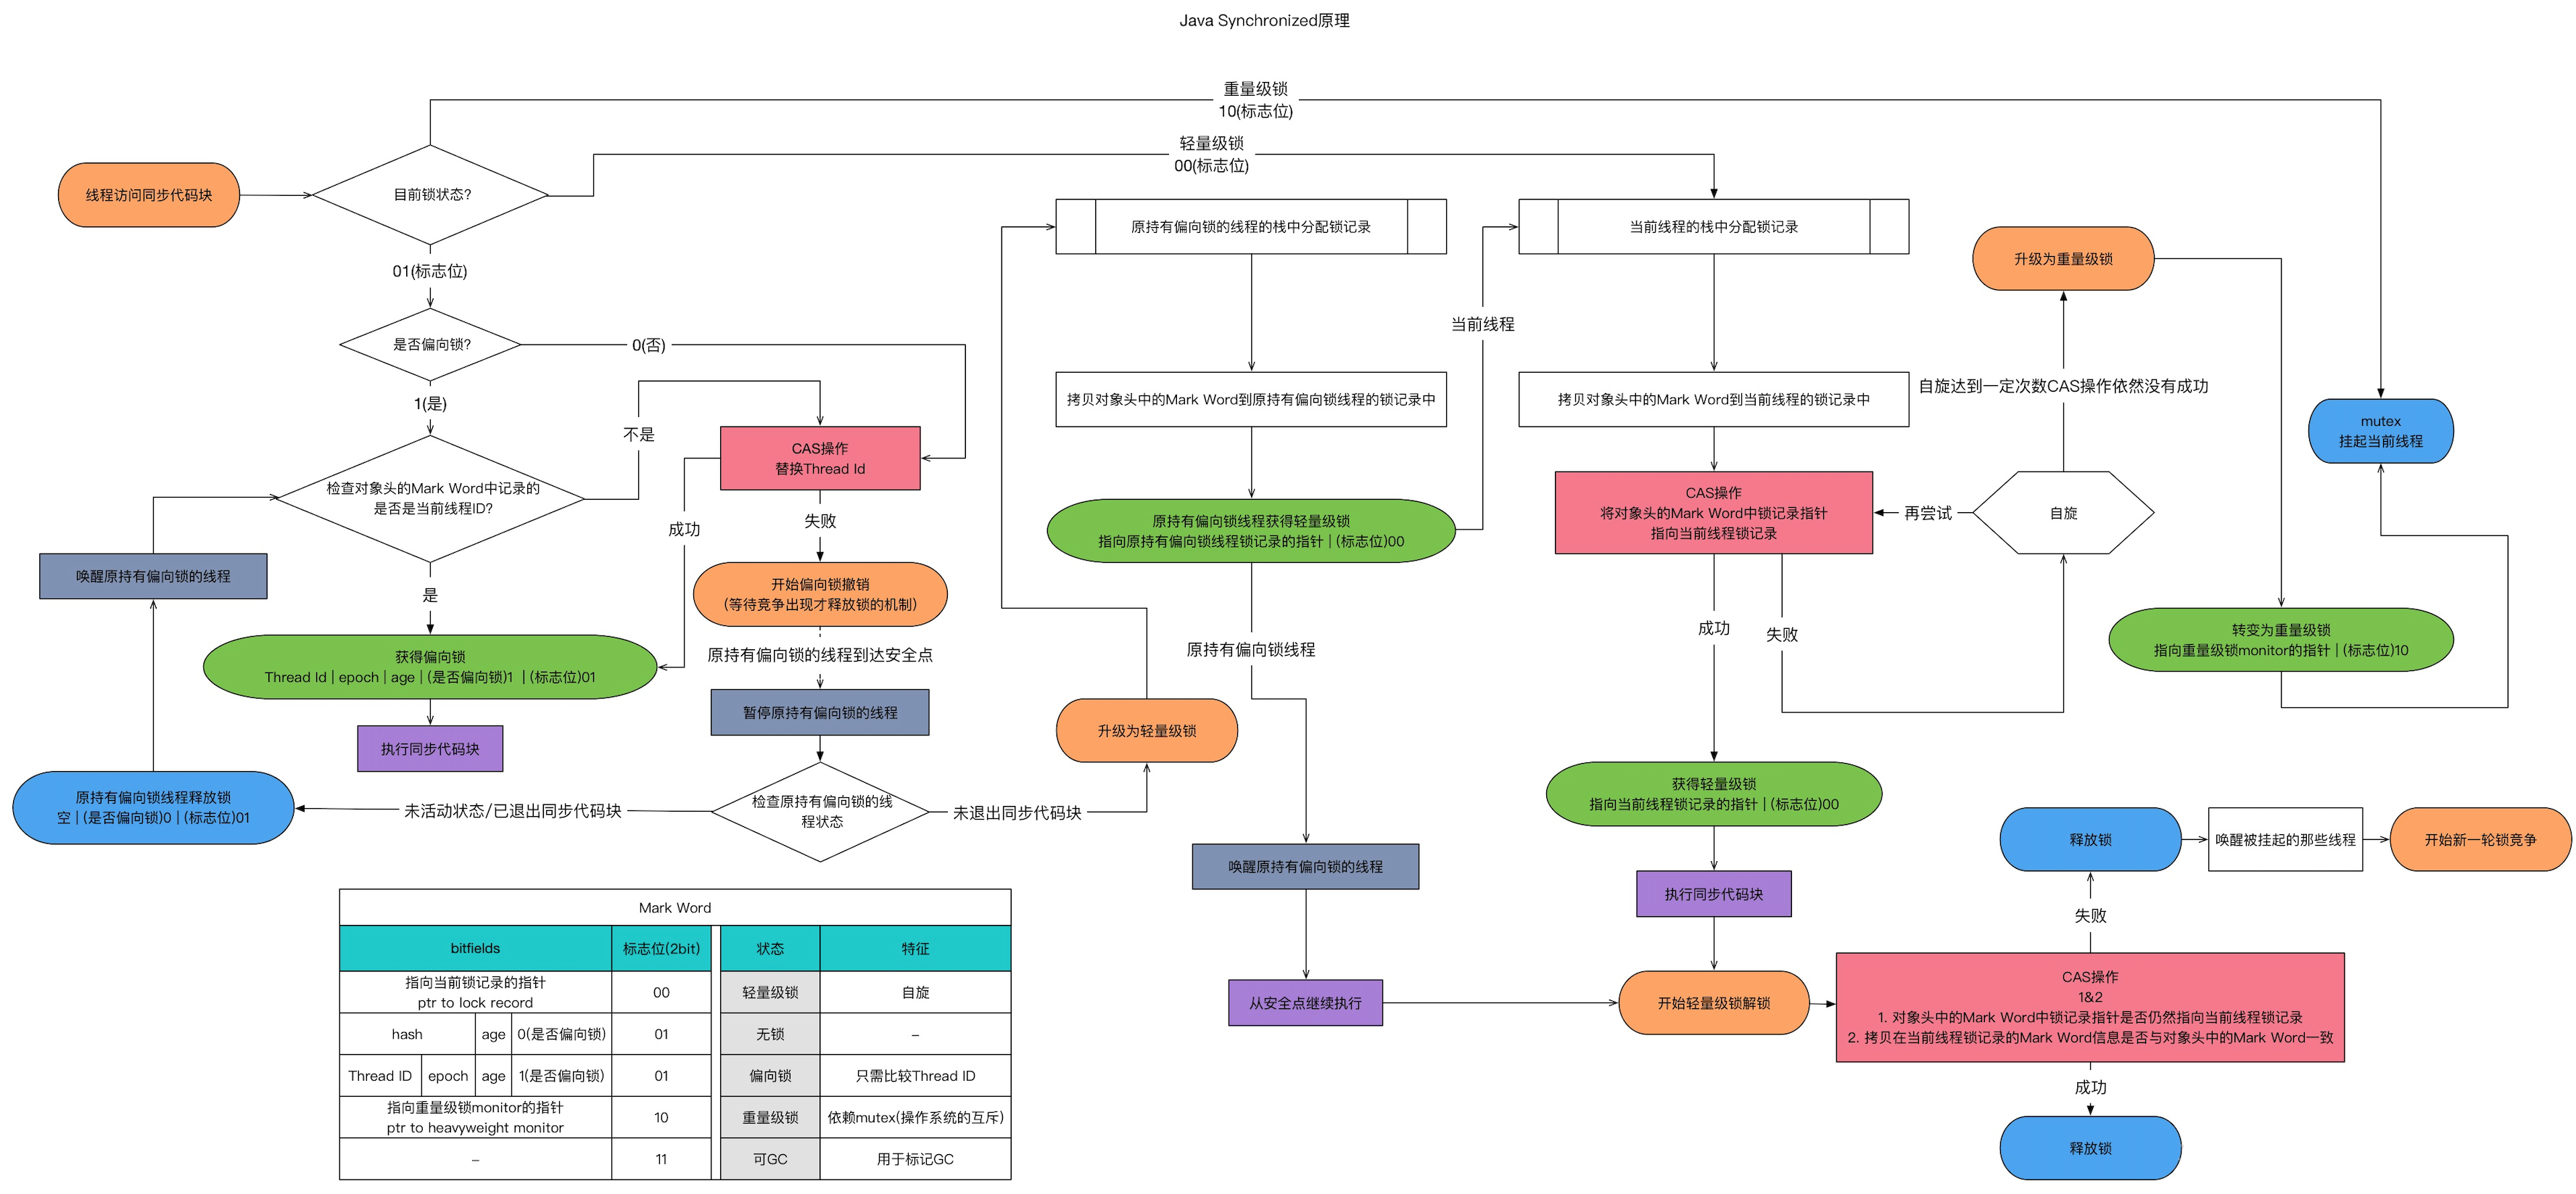 Java Synchronized原理
重量级锁
10(标志位)
轻量级锁
00(标志位)
线程访问同步代码块
目前锁状态?
01(标志位)
是否偏向锁?
0(否)
1(是)
不是
检查对象头的Mark Word中记录的
是否是当前线程ID?
CAS操作
替换Thread Id
成功
失败
是
唤醒原持有偏向锁的线程
获得偏向锁
Thread Id | epoch | age | (是否偏向锁)1 | (标志位)01
执行同步代码块
开始偏向锁撤销
(等待竞争出现才释放锁的机制)
原持有偏向锁的线程到达安全点
暂停原持有偏向锁的线程
检查原持有偏向锁的线
程状态
未活动状态/已退出同步代码块
原持有偏向锁线程释放锁
空 | (是否偏向锁)0 | (标志位)01
未退出同步代码块
升级为轻量级锁
原持有偏向锁的线程的栈中分配锁记录
拷贝对象头中的Mark Word到原持有偏向锁线程的锁记录中
原持有偏向锁线程获得轻量级锁
指向原持有偏向锁线程锁记录的指针 | (标志位)00
当前线程
原持有偏向锁线程
唤醒原持有偏向锁的线程
从安全点继续执行
当前线程的栈中分配锁记录
拷贝对象头中的Mark Word到当前线程的锁记录中
CAS操作
将对象头的Mark Word中锁记录指针
指向当前线程锁记录
再尝试
自旋
自旋达到一定次数CAS操作依然没有成功
升级为重量级锁
mutex
挂起当前线程
转变为重量级锁
指向重量级锁monitor的指针 | (标志位)10
成功
失败
获得轻量级锁
指向当前线程锁记录的指针 | (标志位)00
执行同步代码块
开始轻量级锁解锁
CAS操作
1&2
1. 对象头中的Mark Word中锁记录指针是否仍然指向当前线程锁记录
2. 拷贝在当前线程锁记录的Mark Word信息是否与对象头中的Mark Word一致
失败
释放锁
唤醒被挂起的那些线程
开始新一轮锁竞争
成功
释放锁
Mark Word
bitfields 标志位(2bit) 状态 特征
指向当前锁记录的指针
ptr to lock record
00 轻量级锁 自旋
hash age 0(是否偏向锁) 01 无锁 –
Thread ID epoch age 1(是否偏向锁) 01 偏向锁 只需比较Thread ID
指向重量级锁monitor的指针
ptr to heavyweight monitor
10 重量级锁 依赖mutex(操作系统的互斥)
– 11 可GC 用于标记GC